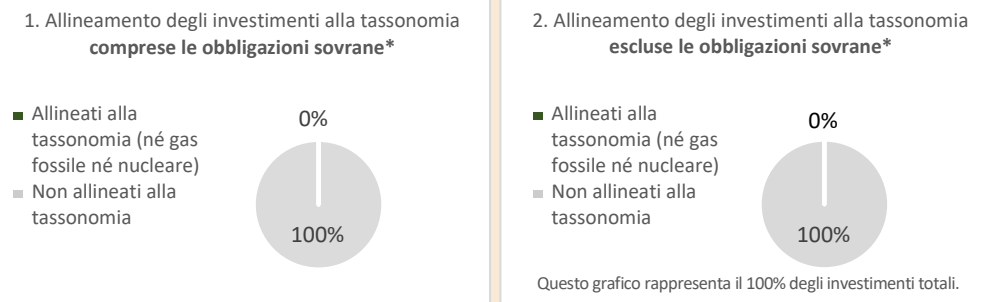 1. Allineamento degli investimenti alla tassonomia
comprese le obbligazioni sovrane*
Allineati alla
tassonomia (né gas
fossile né nucleare)
Non allineati alla
tassonomia
0%
100%
2. Allineamento degli investimenti alla tassonomia
escluse le obbligazioni sovrane*
Allineati alla
tassonomia (né gas
fossile né nucleare)
Non allineati alla
tassonomia
0%
100%
Questo grafico rappresenta il 100% degli investimenti totali.